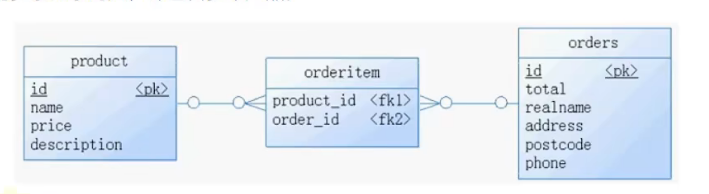 product
id <pk>
name
price
description
orderitem
product_id <fk1>
order_id <fk2>
orders
id <pk>
total
realname
address
postcode
phone